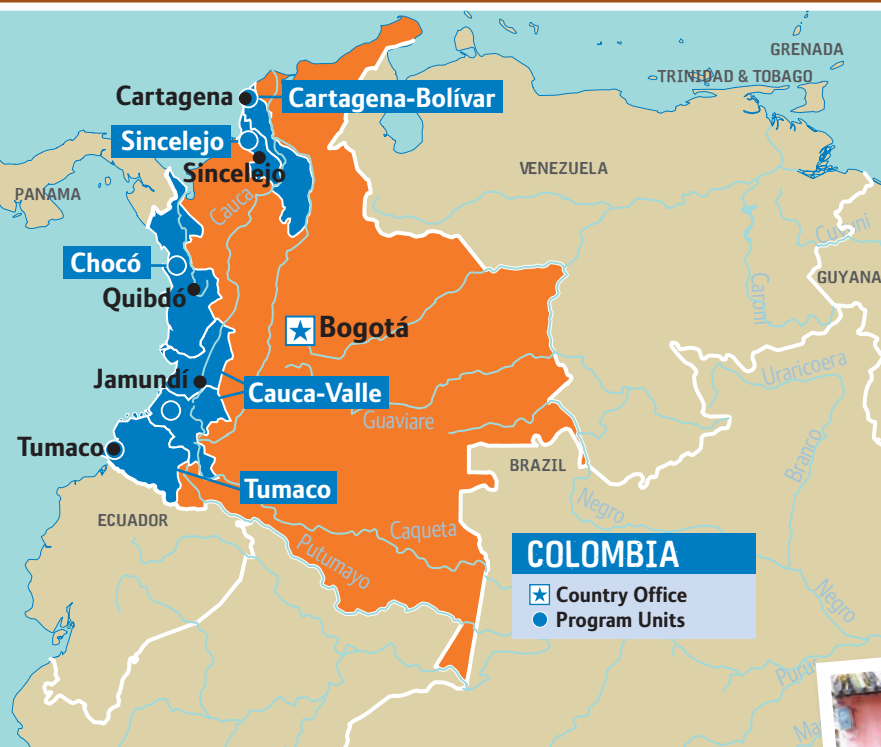 GRENADA
TRINIDAD & TOBAGO
Cartagena
Cartagena-Bolívar
Sincelejo
Sincelejo
VENEZUELA
PANAMA
Cauca
Cuyuni
Caroni
Chocó
GUYANA
Quibdó
Bogotá
Uraricoera
Jamundí
Cauca-Valle
Guaviare
Tumaco
Branco
BRAZIL
Tumaco
Negro
ECUADOR
Caqueta
Putumayo
COLOMBIA
Country Office
Program Units
Negro
Purus